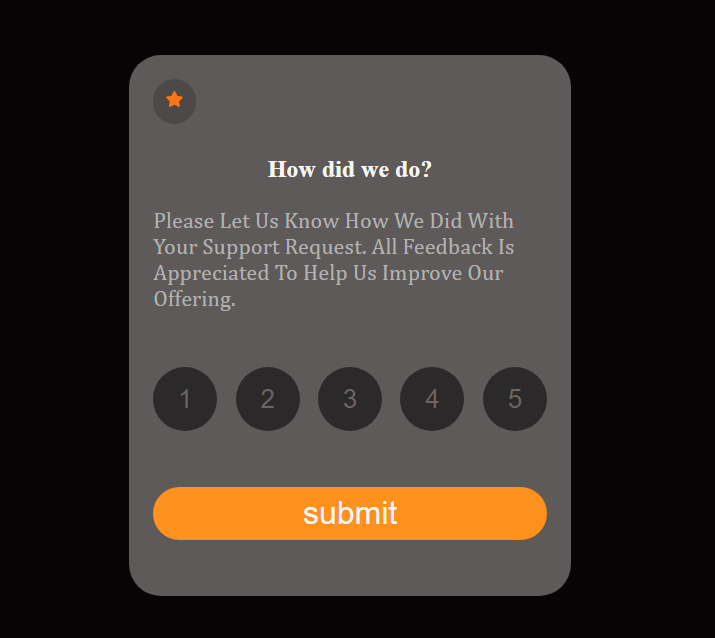 How did we do?
Please Let Us Know How We Did With
Your Support Request. All Feedback Is
Appreciated To Help Us Improve Our
Offering.
1 2 3 4 5
submit